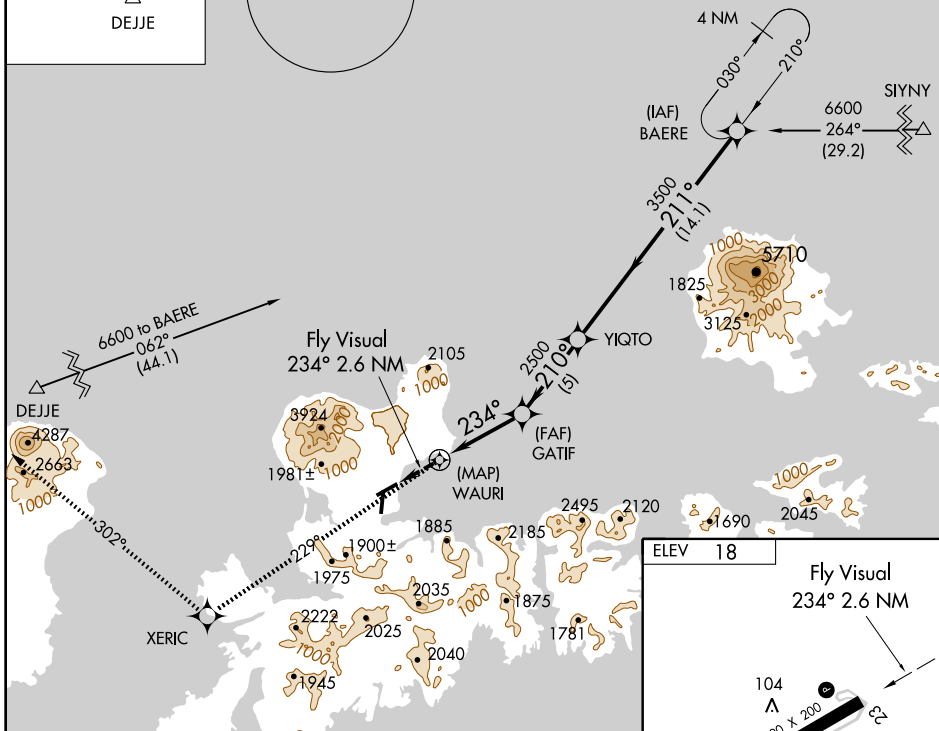 DEJJE
4 NM
030°
210°
SIYNY
(IAF)
BAERE
6600
264°
(29.2)
3500
211°
(14.1)
1000
5710
1825
3000
2000
3125
6600 to BAERE
062°
(44.1)
Fly Visual
234° 2.6 NM
2105
1000
YIQTO
2500
210°
(5)
DEJJE
4287
2663
1000
3924
2000
1981±
1000
234°
(FAF)
GATIF
(MAP)
WAURI
302°
229°
1885
1900±
1975
2185
2495
2120
1690
1000
2045
2035
1000
1875
1781
XERIC
2222
1000
2025
2040
1945
ELEV 18
Fly Visual
234° 2.6 NM
104
P
X 200
23